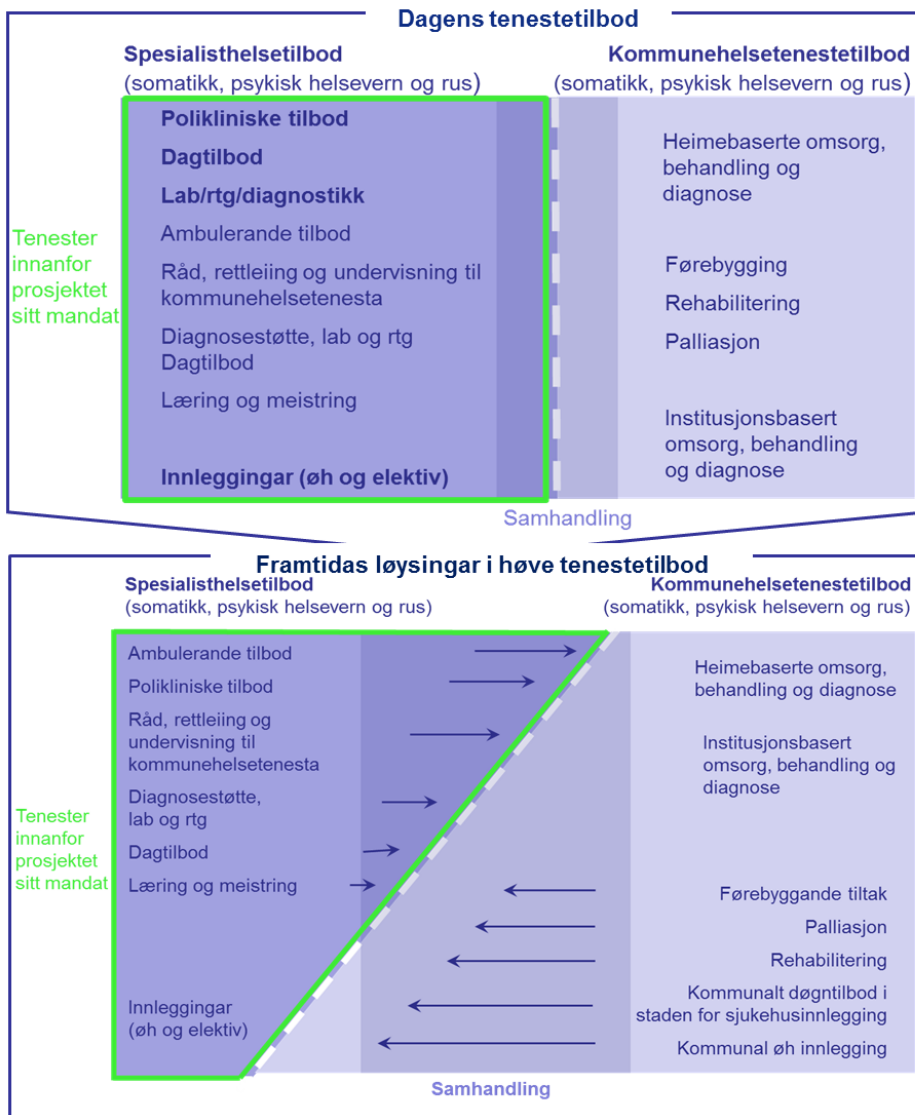 Dagens tenestetilbod
Spesialisthelsetilbod
(somatikk, psykisk helsevern og rus)
Kommunehelsetenestetilbod
(somatikk, psykisk helsevern og rus)
Tenester
innanfor
prosjektet
sitt mandat
Polikliniske tilbod
Dagtilbod
Lab/rtg/diagnostikk
Ambulerande tilbod
Råd, rettleiing og undervisning til
kommunehelsetenesta
Diagnosestøtte, lab og rtg
Dagtilbod
Læring og meistring
Innleggingar (øh og elektiv)
Heimebaserte omsorg,
behandling og
diagnose
Førebygging
Rehabilitering
Palliasjon
Institusjonsbasert
omsorg, behandling
og diagnose
Samhandling
Framtidas løysingar i høve tenestetilbod
Spesialisthelsetilbod
(somatikk, psykisk helsevern og rus)
Kommunehelsetenestetilbod
(somatikk, psykisk helsevern og rus)
Tenester
innanfor
prosjektet
sitt mandat
Ambulerande tilbod
Polikliniske tilbod
Råd, rettleiing og
undervisning til
kommunehelsetenesta
Diagnosestøtte,
lab og rtg
Dagtilbod
Læring og meistring
Innleggingar
(øh og elektiv)
Heimebaserte omsorg,
behandling og diagnose
Institusjonsbasert
omsorg, behandling og
diagnose
Førebyggande tiltak
Palliasjon
Rehabilitering
Kommunalt døgntilbod i
staden for sjukehusinnlegging
Kommunal øh innlegging
Samhandling